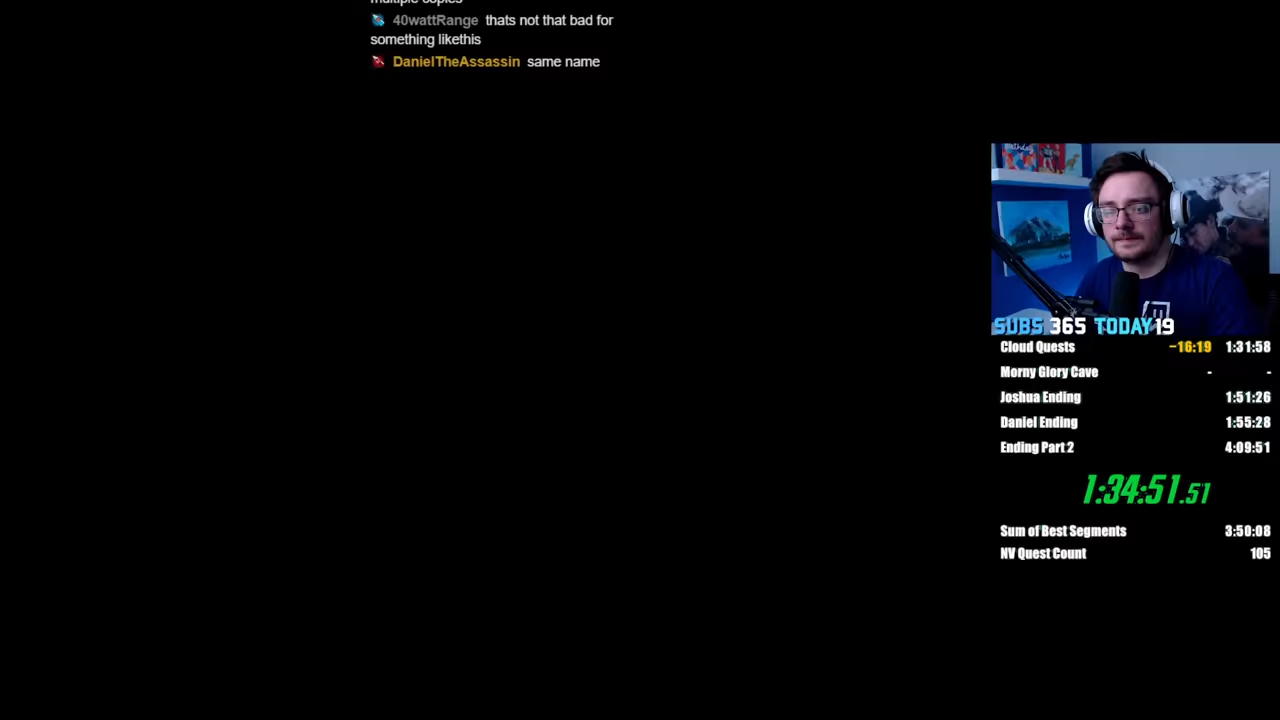 multiple copies
40wattRange thats not that bad for
something likethis
DanielTheAssassin same name
SUBS 365 TODAY 19
Cloud Quests -16:19 1:31:58
Morny Glory Cave - -
Joshua Ending 1:51:26
Daniel Ending 1:55:28
Ending Part 2 4:09:51
1:34:51.51
Sum of Best Segments 3:50:08
NV Quest Count 105